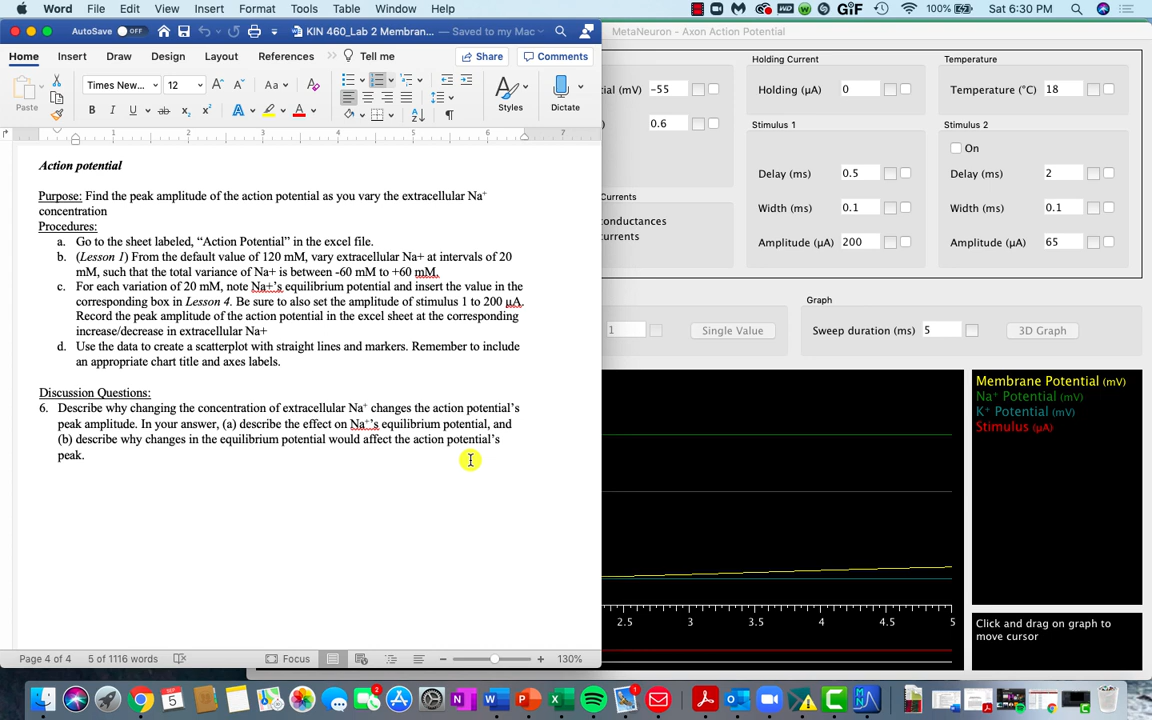 Word File Edit View Insert Format Tools Table Window Help 100% Sat 6:30 PM
AutoSave OFF KIN 460_Lab 2 Membran... — Saved to my Mac
MetaNeuron - Axon Action Potential
Home Insert Draw Design Layout References Tell me Share Comments
Paste Times New... 12 Aa Styles Dictate
1 2 3 4 5 6 7
Action potential
Purpose: Find the peak amplitude of the action potential as you vary the extracellular Na+
concentration
Procedures:
a. Go to the sheet labeled, “Action Potential” in the excel file.
b. (Lesson 1) From the default value of 120 mM, vary extracellular Na+ at intervals of 20
mM, such that the total variance of Na+ is between -60 mM to +60 mM.
c. For each variation of 20 mM, note Na+’s equilibrium potential and insert the value in the
corresponding box in Lesson 4. Be sure to also set the amplitude of stimulus 1 to 200 µA.
Record the peak amplitude of the action potential in the excel sheet at the corresponding
increase/decrease in extracellular Na+
d. Use the data to create a scatterplot with straight lines and markers. Remember to include
an appropriate chart title and axes labels.
Discussion Questions:
6. Describe why changing the concentration of extracellular Na+ changes the action potential’s
peak amplitude. In your answer, (a) describe the effect on Na+’s equilibrium potential, and
(b) describe why changes in the equilibrium potential would affect the action potential’s
peak.
Page 4 of 4 5 of 1116 words Focus 130%
tial (mV) -55
0.6
Currents
conductances
currents
Holding Current
Holding (µA) 0
Temperature
Temperature (°C) 18
Stimulus 1
Delay (ms) 0.5
Width (ms) 0.1
Amplitude (µA) 200
Stimulus 2
On
Delay (ms) 2
Width (ms) 0.1
Amplitude (µA) 65
1 Single Value
Graph
Sweep duration (ms) 5 3D Graph
Membrane Potential (mV)
Na+ Potential (mV)
K+ Potential (mV)
Stimulus (µA)
2.5 3 3.5 4 4.5 5
Click and drag on graph to
move cursor